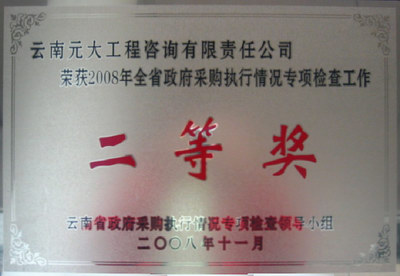 云南元大工程咨询有限责任公司
荣获2008年全省政府采购执行情况专项检查工作
二等奖
云南省政府采购执行情况专项检查领导小组
二〇〇八年十一月